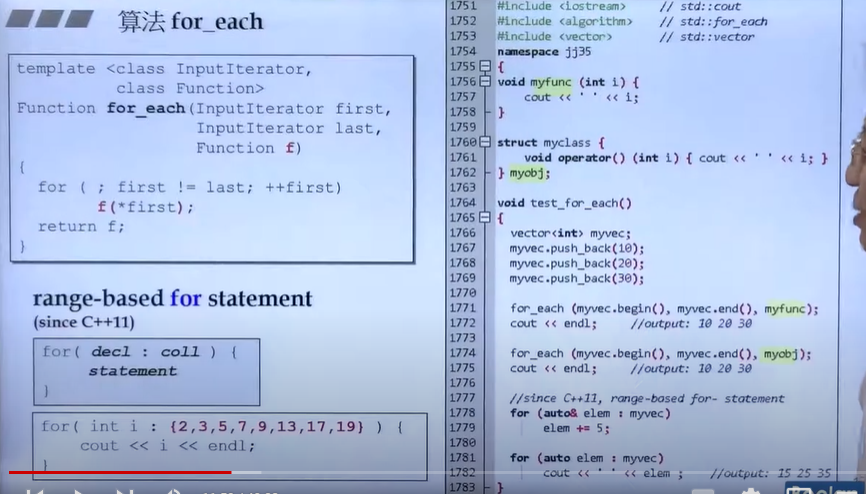 算法 for_each
template <class InputIterator,
class Function>
Function for_each(InputIterator first,
InputIterator last,
Function f)
{
for ( ; first != last; ++first)
f(*first);
return f;
}
range-based for statement
(since C++11)
for( decl : coll ) {
statement
}
for( int i : {2,3,5,7,9,13,17,19} ) {
cout << i << endl;
}
1751 #include <iostream> // std::cout
1752 #include <algorithm> // std::for_each
1753 #include <vector> // std::vector
1754 namespace jj35
1755 {
1756 void myfunc (int i) {
1757 cout << ' ' << i;
1758 }
1759
1760 struct myclass {
1761 void operator() (int i) { cout << ' ' << i; }
1762 } myobj;
1763
1764 void test_for_each()
1765 {
1766 vector<int> myvec;
1767 myvec.push_back(10);
1768 myvec.push_back(20);
1769 myvec.push_back(30);
1770
1771 for_each (myvec.begin(), myvec.end(), myfunc);
1772 cout << endl; //output: 10 20 30
1773
1774 for_each (myvec.begin(), myvec.end(), myobj);
1775 cout << endl; //output: 10 20 30
1776
1777 //since C++11, range-based for- statement
1778 for (auto& elem : myvec)
1779 elem += 5;
1780
1781 for (auto elem : myvec)
1782 cout << ' ' << elem ; //output: 15 25 35
1783 }